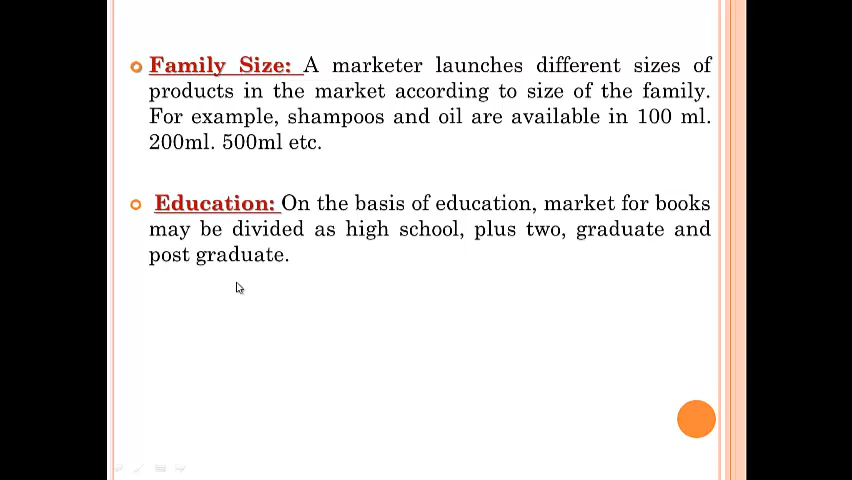 Family Size: A marketer launches different sizes of
products in the market according to size of the family.
For example, shampoos and oil are available in 100 ml.
200ml. 500ml etc.
Education: On the basis of education, market for books
may be divided as high school, plus two, graduate and
post graduate.